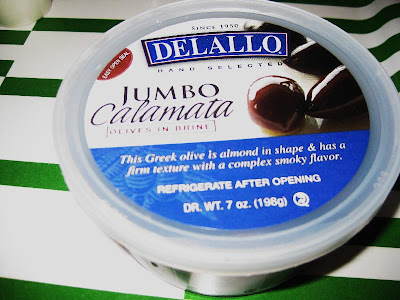 SINCE 1950
DELALLO
HAND SELECTED
EASY OPEN SEAL
JUMBO
Calamata
OLIVES IN BRINE
This Greek olive is almond in shape & has a
firm texture with a complex smoky flavor.
REFRIGERATE AFTER OPENING
DR. WT. 7 oz. (198g)